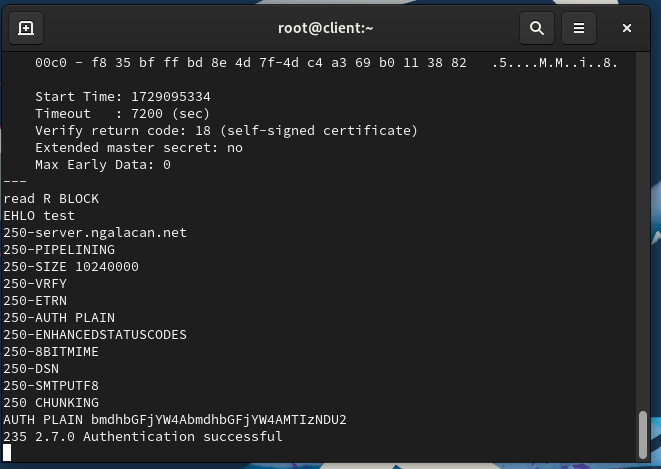 root@client:~
00c0 - f8 35 bf ff bd 8e 4d 7f-4d c4 a3 69 b0 11 38 82   .5....M.M..i..8.
Start Time: 1729095334
Timeout   : 7200 (sec)
Verify return code: 18 (self-signed certificate)
Extended master secret: no
Max Early Data: 0
---
read R BLOCK
EHLO test
250-server.ngalacan.net
250-PIPELINING
250-SIZE 10240000
250-VRFY
250-ETRN
250-AUTH PLAIN
250-ENHANCEDSTATUSCODES
250-8BITMIME
250-DSN
250-SMTPUTF8
250 CHUNKING
AUTH PLAIN bmdhbGFjYW4AbmdhbGFjYW4AMTIzNDU2
235 2.7.0 Authentication successful